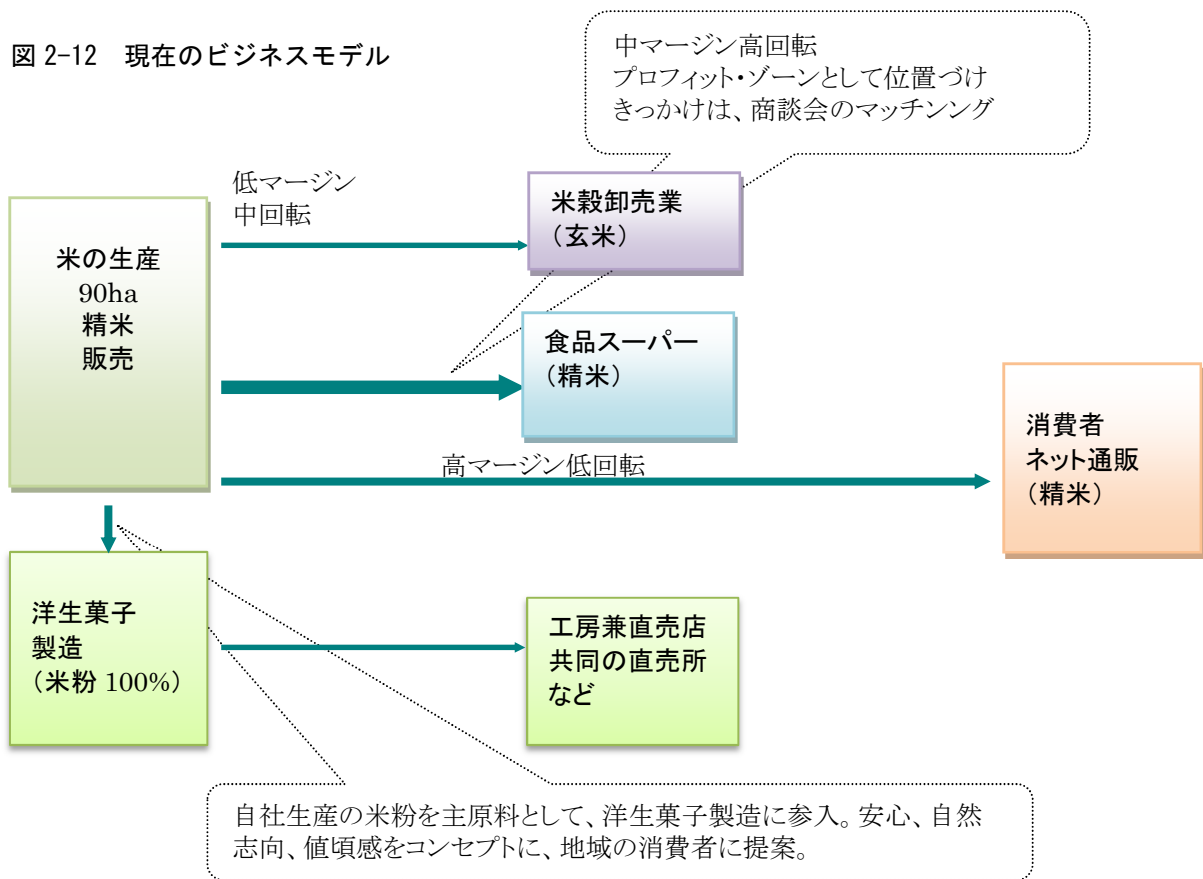 図 2-12　現在のビジネスモデル
中マージン高回転
プロフィット・ゾーンとして位置づけ
きっかけは、商談会のマッチンング
低マージン
中回転
米の生産
90ha
精米
販売
米穀卸売業
（玄米）
食品スーパー
（精米）
高マージン低回転
消費者
ネット通販
（精米）
洋生菓子
製造
（米粉 100%）
工房兼直売店
共同の直売所
など
自社生産の米粉を主原料として、洋生菓子製造に参入。安心、自然
志向、値頃感をコンセプトに、地域の消費者に提案。